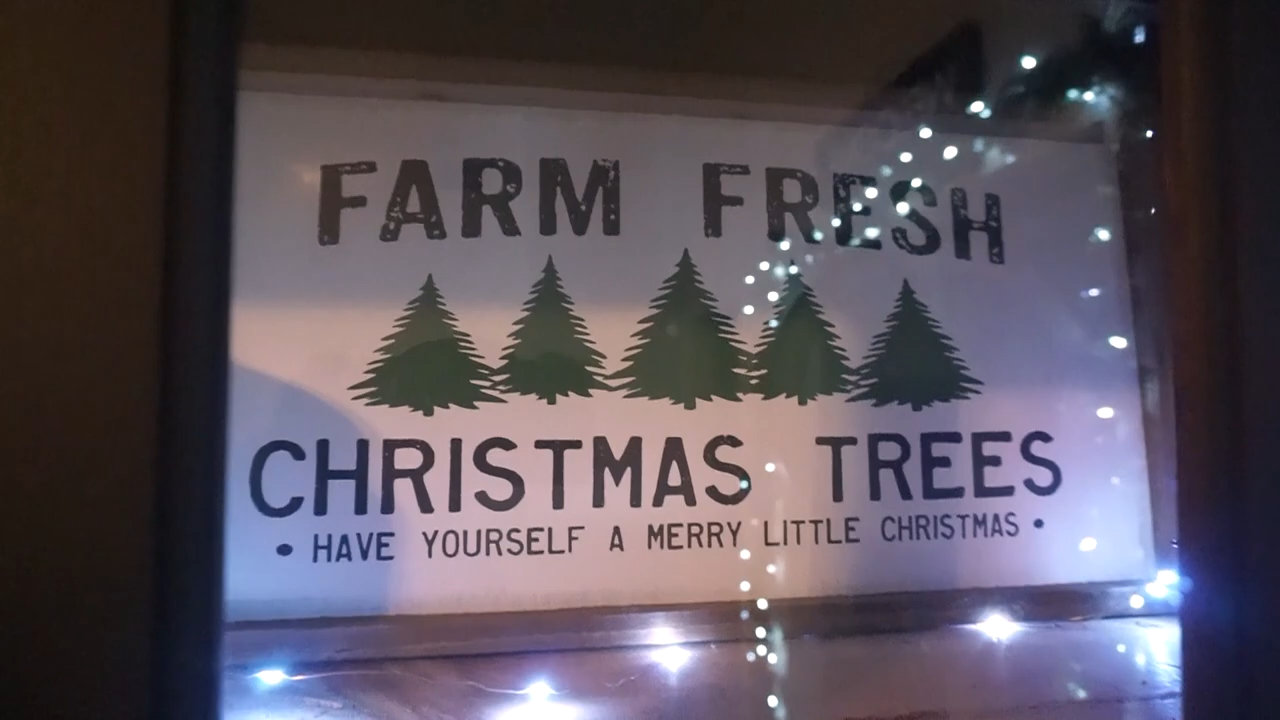 FARM FRESH
CHRISTMAS TREES
• HAVE YOURSELF A MERRY LITTLE CHRISTMAS •